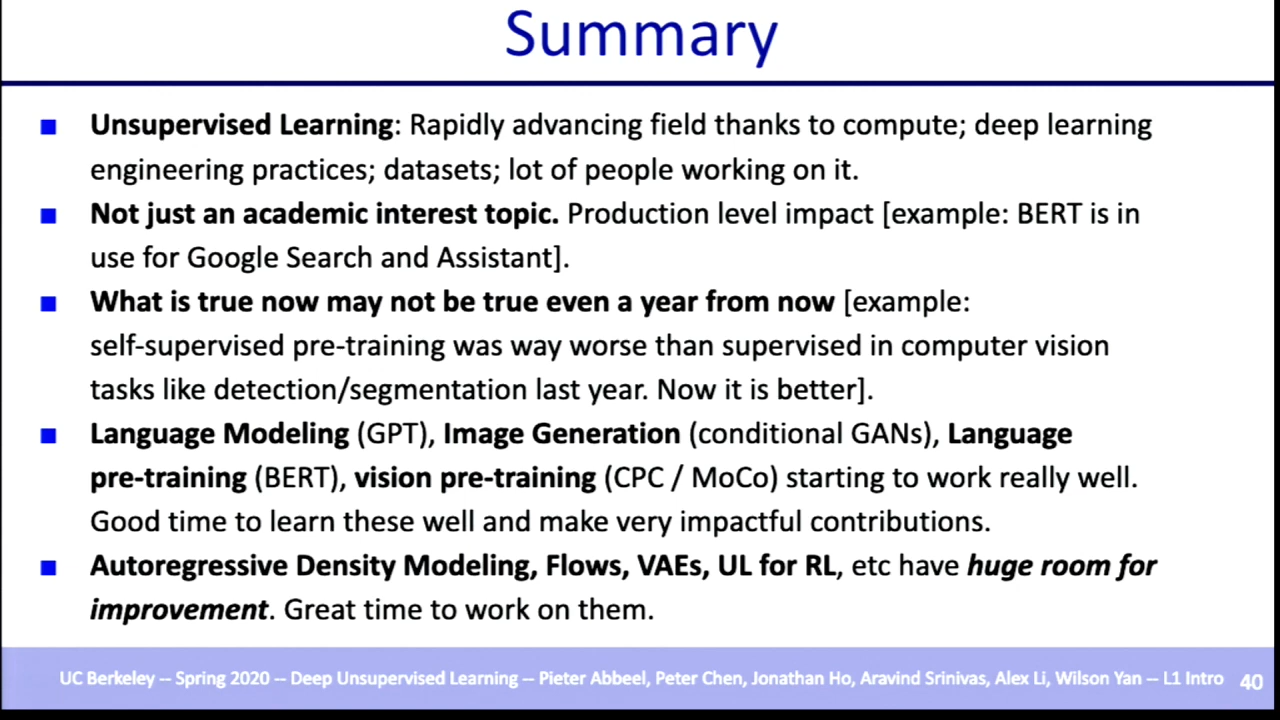 Summary
■ Unsupervised Learning: Rapidly advancing field thanks to compute; deep learning
engineering practices; datasets; lot of people working on it.
■ Not just an academic interest topic. Production level impact [example: BERT is in
use for Google Search and Assistant].
■ What is true now may not be true even a year from now [example:
self-supervised pre-training was way worse than supervised in computer vision
tasks like detection/segmentation last year. Now it is better].
■ Language Modeling (GPT), Image Generation (conditional GANs), Language
pre-training (BERT), vision pre-training (CPC / MoCo) starting to work really well.
Good time to learn these well and make very impactful contributions.
■ Autoregressive Density Modeling, Flows, VAEs, UL for RL, etc have huge room for
improvement. Great time to work on them.
UC Berkeley -- Spring 2020 -- Deep Unsupervised Learning -- Pieter Abbeel, Peter Chen, Jonathan Ho, Aravind Srinivas, Alex Li, Wilson Yan -- L1 Intro 40